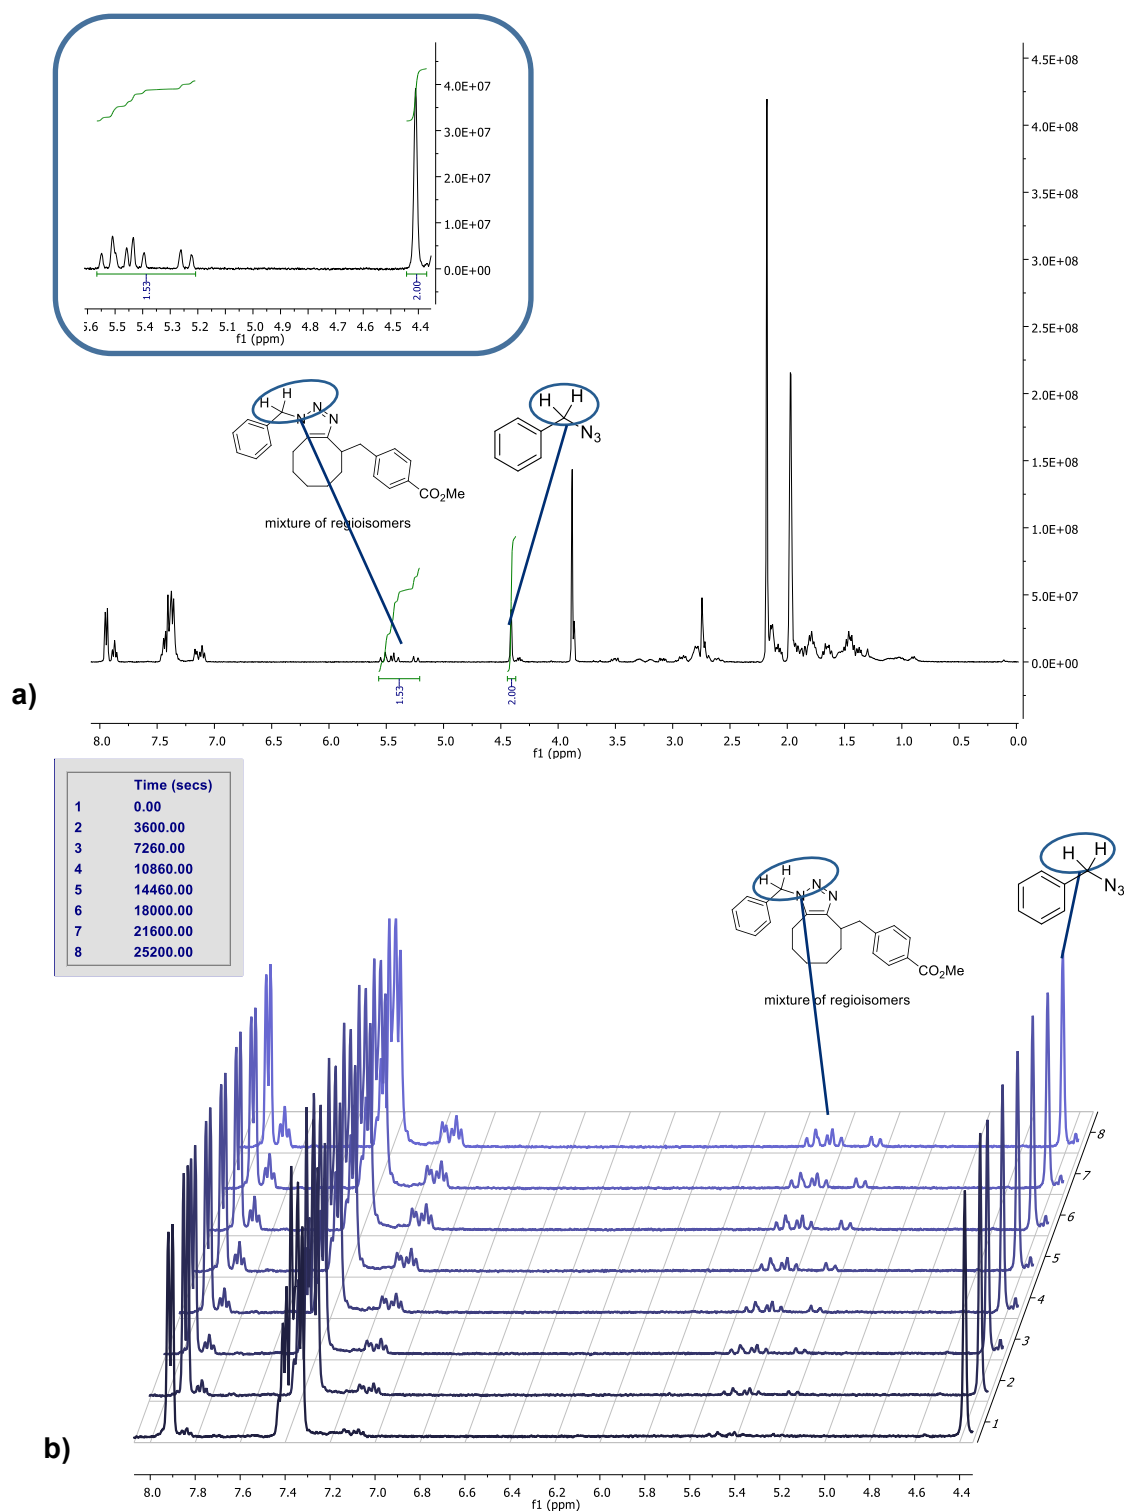 4.0E+07
3.0E+07
2.0E+07
1.0E+07
0.0E+00
1.53
2.00
5.6 5.5 5.4 5.3 5.2 5.1 5.0 4.9 4.8 4.7 4.6 4.5 4.4
f1 (ppm)
4.5E+08
4.0E+08
3.5E+08
3.0E+08
2.5E+08
2.0E+08
1.5E+08
1.0E+08
5.0E+07
0.0E+00
H H N N N
CO2Me
mixture of regioisomers
H H
N3
1.53
2.00
a)
8.0 7.5 7.0 6.5 6.0 5.5 5.0 4.5 4.0 3.5 3.0 2.5 2.0 1.5 1.0 0.5 0.0
f1 (ppm)
Time (secs)
1 0.00
2 3600.00
3 7260.00
4 10860.00
5 14460.00
6 18000.00
7 21600.00
8 25200.00
H H N N N
CO2Me
mixture of regioisomers
H H
N3
8
7
6
5
4
3
2
1
b)
8.0 7.8 7.6 7.4 7.2 7.0 6.8 6.6 6.4 6.2 6.0 5.8 5.6 5.4 5.2 5.0 4.8 4.6 4.4
f1 (ppm)